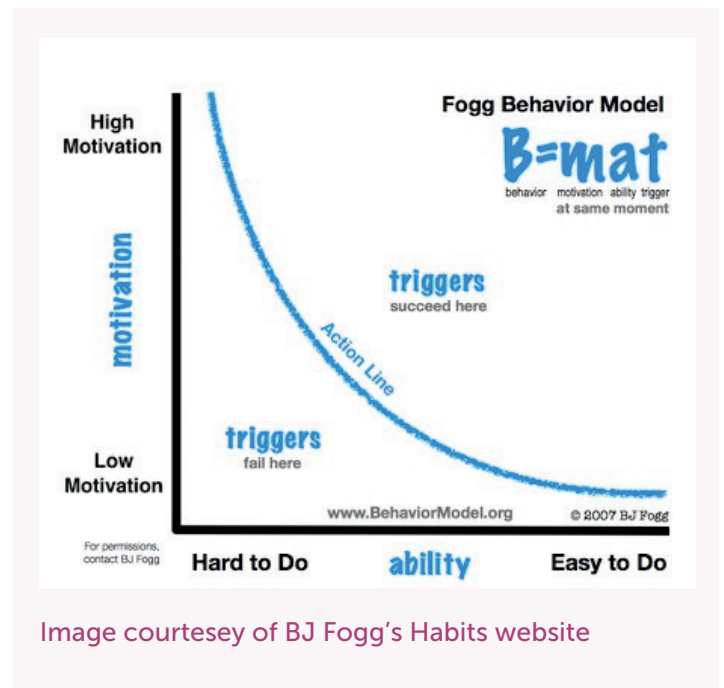 Fogg Behavior Model
B=mat
behavior motivation ability trigger
at same moment
High
Motivation
motivation
triggers
succeed here
Action Line
triggers
fail here
Low
Motivation
www.BehaviorModel.org
© 2007 BJ Fogg
For permissions,
contact BJ Fogg
Hard to Do
ability
Easy to Do
Image courtesey of BJ Fogg’s Habits website